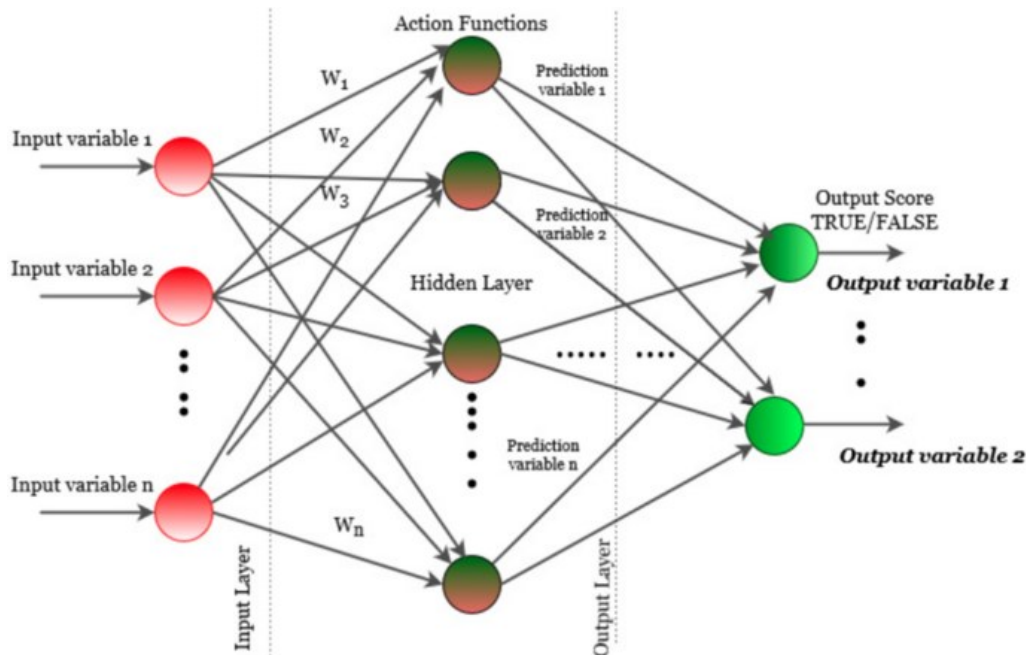 Action Functions
W1
Prediction
variable 1
Input variable 1
W2
W3
Output Score
TRUE/FALSE
Prediction
variable 2
Input variable 2
Hidden Layer
Output variable 1
Prediction
variable n
Output variable 2
Input variable n
Wn
Input Layer
Output Layer